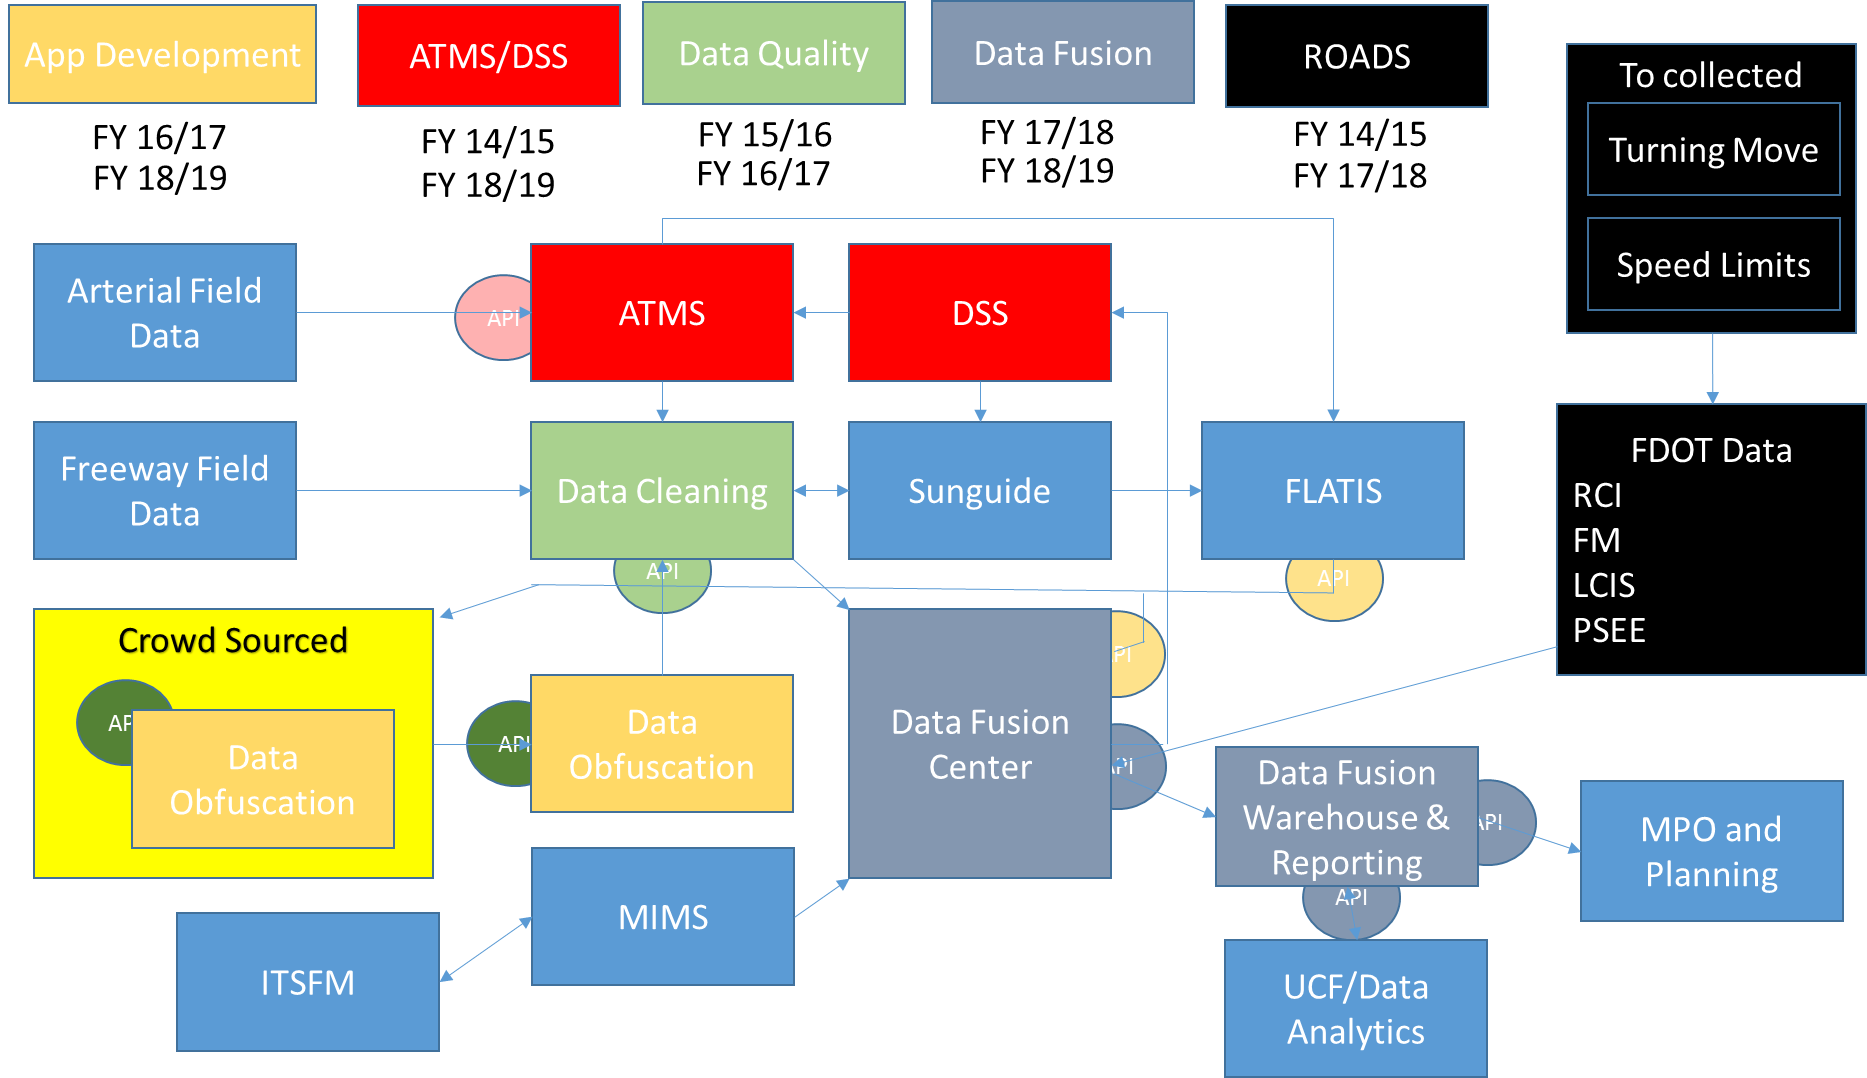 App Development
FY 16/17
FY 18/19
ATMS/DSS
FY 14/15
FY 18/19
Data Quality
FY 15/16
FY 16/17
Data Fusion
FY 17/18
FY 18/19
ROADS
FY 14/15
FY 17/18
To collected
Turning Move
Speed Limits
Arterial Field
Data
API
ATMS
DSS
Freeway Field
Data
Data Cleaning
API
Sunguide
FLATIS
API
FDOT Data
RCI
FM
LCIS
PSEE
Crowd Sourced
API
Data
Obfuscation
API
Data
Obfuscation
Data Fusion
Center
API
API
Data Fusion
Warehouse &
Reporting
API
API
MPO and
Planning
ITSFM
MIMS
UCF/Data
Analytics